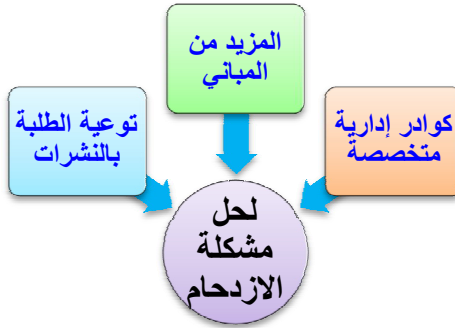 المزيد من
المباني
كوادر إدارية
متخصصة
توعية الطلبة
بالنشرات
لحل
مشكلة
الازدحام